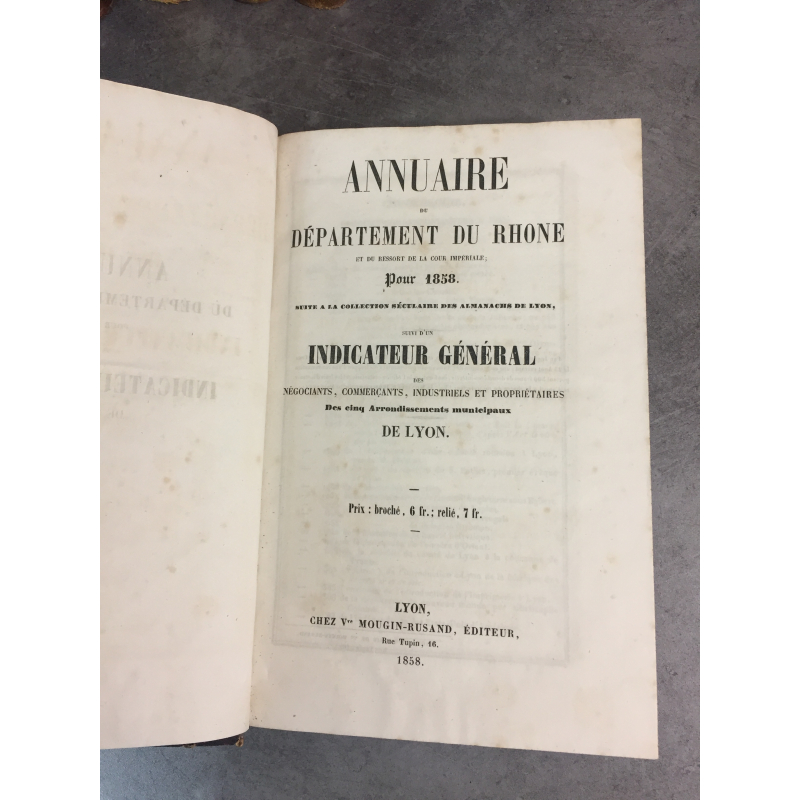 ANNUAIRE
DU
DÉPARTEMENT DU RHONE
ET DU RESSORT DE LA COUR IMPÉRIALE;
Pour 1858.
SUITE A LA COLLECTION SÉCULAIRE DES ALMANACHS DE LYON,
SUIVI D'UN
INDICATEUR GÉNÉRAL
DES
NÉGOCIANTS, COMMERÇANTS, INDUSTRIELS ET PROPRIÉTAIRES
Des cinq Arrondissements municipaux
DE LYON.
Prix : broché, 6 fr.; relié, 7 fr.
LYON,
CHEZ Vve MOUGIN-RUSAND, ÉDITEUR,
Rue Tupin, 16.
1858.